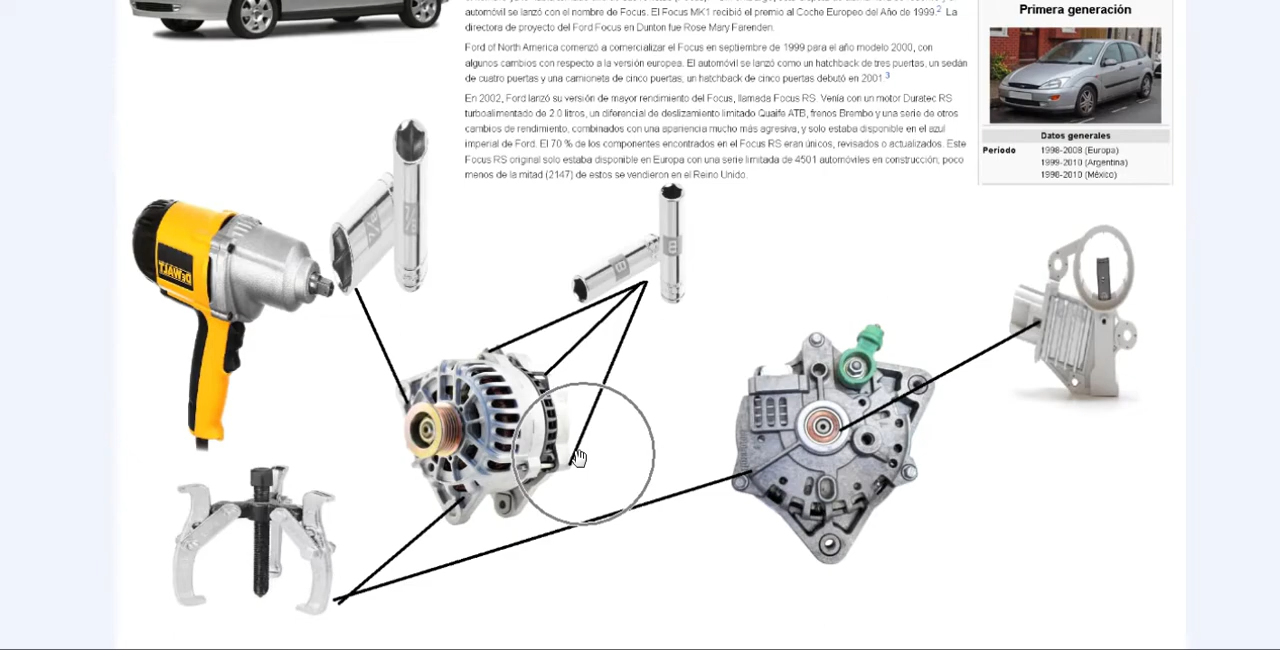 automóvil se lanzó con el nombre de Focus. El Focus MK1 recibió el premio al Coche Europeo del Año de 1999.2 La
directora de proyecto del Ford Focus en Dunton fue Rose Mary Farenden.
Ford of North America comenzó a comercializar el Focus en septiembre de 1999 para el año modelo 2000, con
algunos cambios con respecto a la versión europea. El automóvil se lanzó como un hatchback de tres puertas, un sedán
de cuatro puertas y una camioneta de cinco puertas; un hatchback de cinco puertas debutó en 2001 3
En 2002, Ford lanzó su versión de mayor rendimiento del Focus, llamada Focus RS. Venía con un motor Duratec RS
turboalimentado de 2.0 litros, un diferencial de deslizamiento limitado Quaife ATB, frenos Brembo y una serie de otros
cambios de rendimiento, combinados con una apariencia mucho más agresiva, y solo estaba disponible en el azul
imperial de Ford. El 70 % de los componentes encontrados en el Focus RS eran únicos, revisados o actualizados. Este
Focus RS original solo estaba disponible en Europa con una serie limitada de 4501 automóviles en construcción, poco
menos de la mitad (2147) de estos se vendieron en el Reino Unido.
Primera generación
Datos generales
Período 1998-2008 (Europa)
1999-2010 (Argentina)
1998-2010 (México)
DEWALT
7/8
8
8